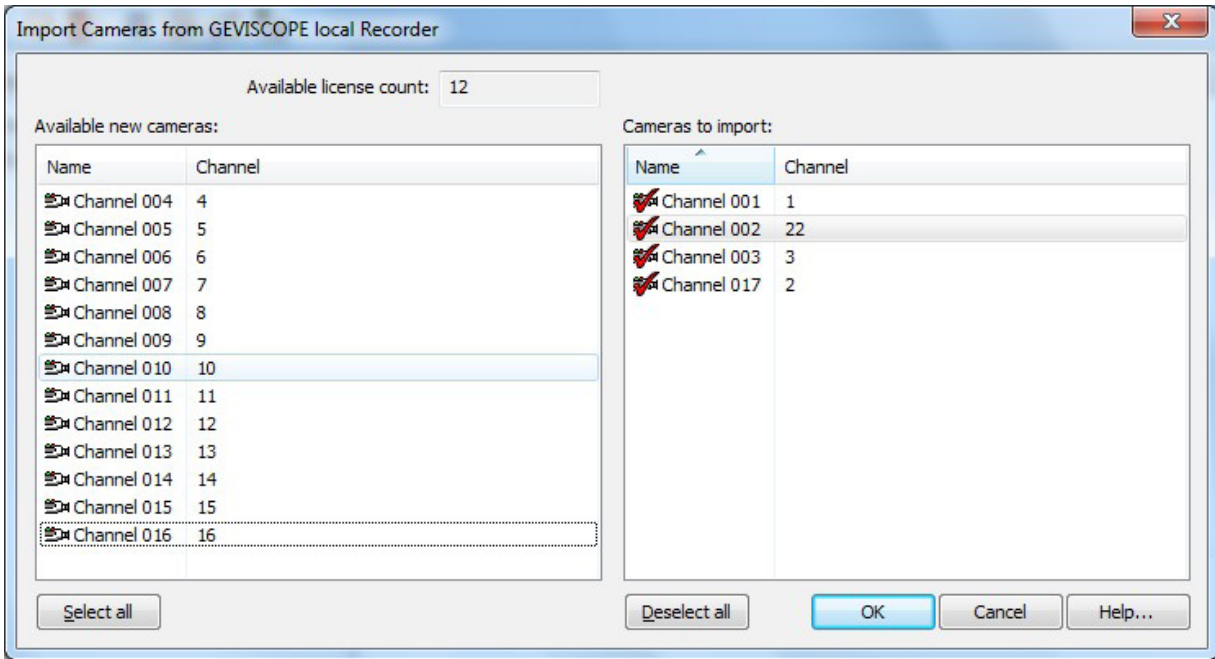 Import Cameras from GEVISCOPE local Recorder
Available license count: 12
Available new cameras:
Name Channel
Channel 004 4
Channel 005 5
Channel 006 6
Channel 007 7
Channel 008 8
Channel 009 9
Channel 010 10
Channel 011 11
Channel 012 12
Channel 013 13
Channel 014 14
Channel 015 15
Channel 016 16
Select all
Cameras to import:
Name Channel
Channel 001 1
Channel 002 22
Channel 003 3
Channel 017 2
Deselect all OK Cancel Help...